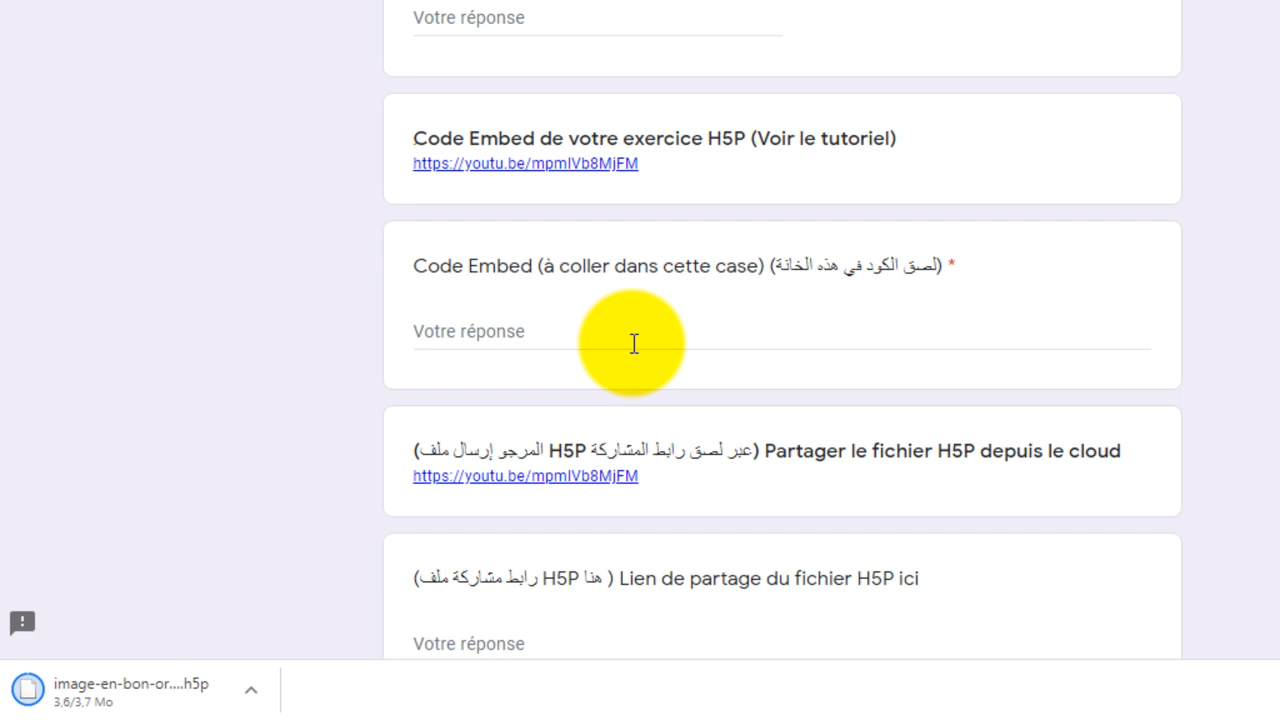 Votre réponse
Code Embed de votre exercice H5P (Voir le tutoriel)
https://youtu.be/mpmIVb8MjFM
Code Embed (à coller dans cette case) (لصق الكود في هذه الخانة) *
Votre réponse
(المرجو إرسال ملف H5P عبر لصق رابط المشاركة) Partager le fichier H5P depuis le cloud
https://youtu.be/mpmIVb8MjFM
(رابط مشاركة ملف H5P هنا ) Lien de partage du fichier H5P ici
Votre réponse
image-en-bon-or....h5p
3,6/3,7 Mo